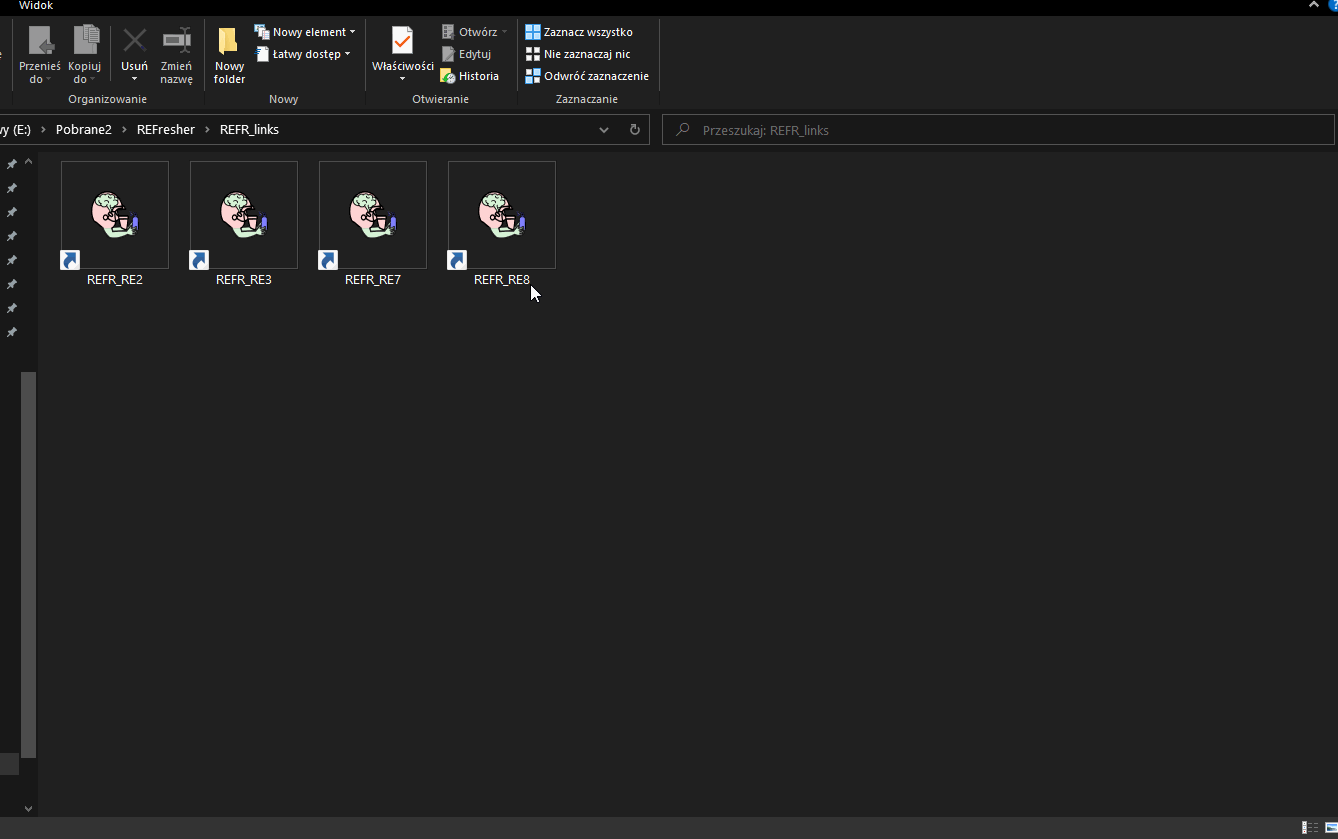 Widok
Przenieś do
Kopiuj do
Usuń
Zmień nazwę
Organizowanie
Nowy folder
Nowy element
Łatwy dostęp
Nowy
Właściwości
Otwórz
Edytuj
Historia
Otwieranie
Zaznacz wszystko
Nie zaznaczaj nic
Odwróć zaznaczenie
Zaznaczanie
(E:) > Pobrane2 > REFresher > REFR_links
Przeszukaj: REFR_links
REFR_RE2
REFR_RE3
REFR_RE7
REFR_RE8